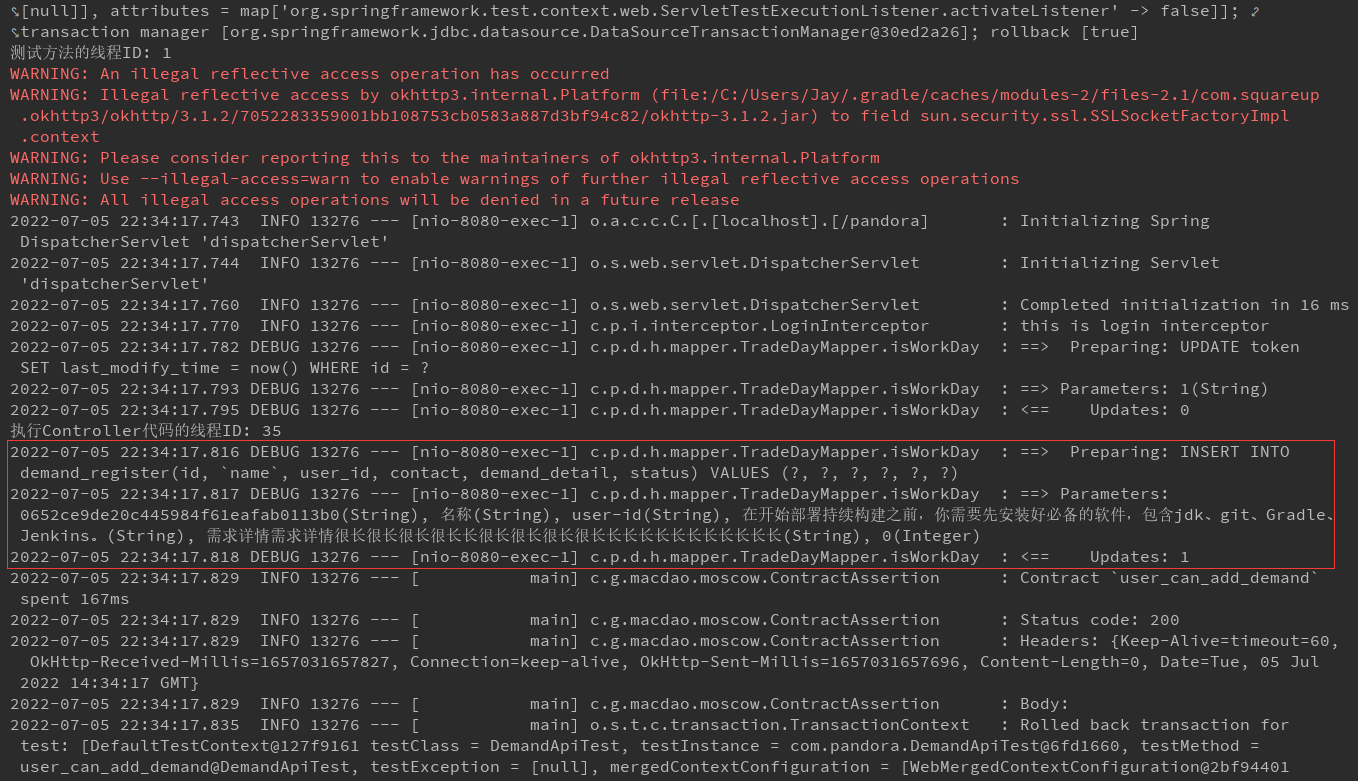 [null]], attributes = map['org.springframework.test.context.web.ServletTestExecutionListener.activateListener' -> false]];
transaction manager [org.springframework.jdbc.datasource.DataSourceTransactionManager@30ed2a26]; rollback [true]
测试方法的线程ID: 1
WARNING: An illegal reflective access operation has occurred
WARNING: Illegal reflective access by okhttp3.internal.Platform (file:/C:/Users/Jay/.gradle/caches/modules-2/files-2.1/com.squareup
.okhttp3/okhttp/3.1.2/7052283359001bb108753cb0583a887d3bf94c82/okhttp-3.1.2.jar) to field sun.security.ssl.SSLSocketFactoryImpl
.context
WARNING: Please consider reporting this to the maintainers of okhttp3.internal.Platform
WARNING: Use --illegal-access=warn to enable warnings of further illegal reflective access operations
WARNING: All illegal access operations will be denied in a future release
2022-07-05 22:34:17.743  INFO 13276 --- [nio-8080-exec-1] o.a.c.c.C.[.[localhost].[/pandora]       : Initializing Spring
DispatcherServlet 'dispatcherServlet'
2022-07-05 22:34:17.744  INFO 13276 --- [nio-8080-exec-1] o.s.web.servlet.DispatcherServlet        : Initializing Servlet
'dispatcherServlet'
2022-07-05 22:34:17.760  INFO 13276 --- [nio-8080-exec-1] o.s.web.servlet.DispatcherServlet        : Completed initialization in 16 ms
2022-07-05 22:34:17.770  INFO 13276 --- [nio-8080-exec-1] c.p.i.interceptor.LoginInterceptor       : this is login interceptor
2022-07-05 22:34:17.782 DEBUG 13276 --- [nio-8080-exec-1] c.p.d.h.mapper.TradeDayMapper.isWorkDay  : ==>  Preparing: UPDATE token
SET last_modify_time = now() WHERE id = ?
2022-07-05 22:34:17.793 DEBUG 13276 --- [nio-8080-exec-1] c.p.d.h.mapper.TradeDayMapper.isWorkDay  : ==> Parameters: 1(String)
2022-07-05 22:34:17.795 DEBUG 13276 --- [nio-8080-exec-1] c.p.d.h.mapper.TradeDayMapper.isWorkDay  : <==    Updates: 0
执行Controller代码的线程ID: 35
2022-07-05 22:34:17.816 DEBUG 13276 --- [nio-8080-exec-1] c.p.d.h.mapper.TradeDayMapper.isWorkDay  : ==>  Preparing: INSERT INTO
demand_register(id, `name`, user_id, contact, demand_detail, status) VALUES (?, ?, ?, ?, ?, ?)
2022-07-05 22:34:17.817 DEBUG 13276 --- [nio-8080-exec-1] c.p.d.h.mapper.TradeDayMapper.isWorkDay  : ==> Parameters:
0652ce9de20c445984f61eafab0113b0(String), 名称(String), user-id(String), 在开始部署持续构建之前，你需要先安装好必备的软件，包含jdk、git、Gradle、
Jenkins。(String), 需求详情需求详情很长很长很长很长很长长很长很长很长很长很长长长长长长长长长长长长(String), 0(Integer)
2022-07-05 22:34:17.818 DEBUG 13276 --- [nio-8080-exec-1] c.p.d.h.mapper.TradeDayMapper.isWorkDay  : <==    Updates: 1
2022-07-05 22:34:17.829  INFO 13276 --- [           main] c.g.macdao.moscow.ContractAssertion      : Contract `user_can_add_demand`
spent 167ms
2022-07-05 22:34:17.829  INFO 13276 --- [           main] c.g.macdao.moscow.ContractAssertion      : Status code: 200
2022-07-05 22:34:17.829  INFO 13276 --- [           main] c.g.macdao.moscow.ContractAssertion      : Headers: {Keep-Alive=timeout=60,
OkHttp-Received-Millis=1657031657827, Connection=keep-alive, OkHttp-Sent-Millis=1657031657696, Content-Length=0, Date=Tue, 05 Jul
2022 14:34:17 GMT}
2022-07-05 22:34:17.829  INFO 13276 --- [           main] c.g.macdao.moscow.ContractAssertion      : Body:
2022-07-05 22:34:17.835  INFO 13276 --- [           main] o.s.t.c.transaction.TransactionContext   : Rolled back transaction for
test: [DefaultTestContext@127f9161 testClass = DemandApiTest, testInstance = com.pandora.DemandApiTest@6fd1660, testMethod =
user_can_add_demand@DemandApiTest, testException = [null], mergedContextConfiguration = [WebMergedContextConfiguration@2bf94401